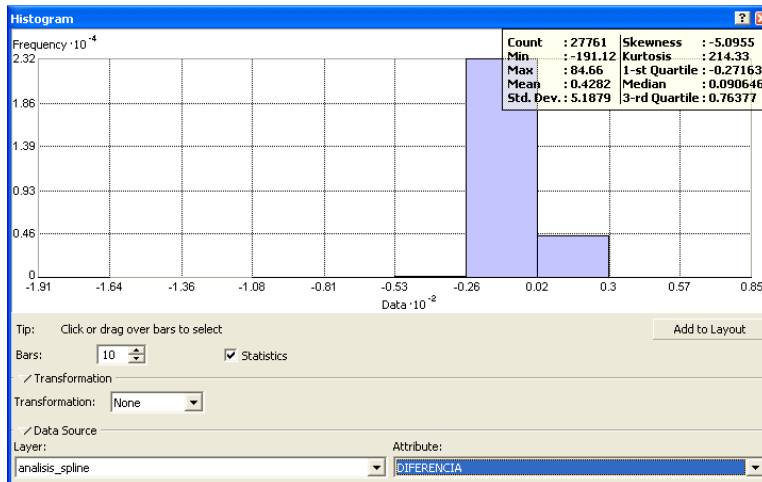 Histogram
Frequency ·10⁻⁴
Count : 27761 Skewness : -5.0955
Min : -191.12 Kurtosis : 214.33
Max : 84.66 1-st Quartile : -0.27163
Mean : 0.4282 Median : 0.090646
Std. Dev. : 5.1879 3-rd Quartile : 0.76377
2.32
1.86
1.39
0.93
0.46
0
-1.91 -1.64 -1.36 -1.08 -0.81 -0.53 -0.26 0.02 0.3 0.57 0.85
Data ·10⁻²
Tip: Click or drag over bars to select
Add to Layout
Bars: 10 Statistics
Transformation
Transformation: None
Data Source
Layer: Attribute:
analisis_spline DIFERENCIA